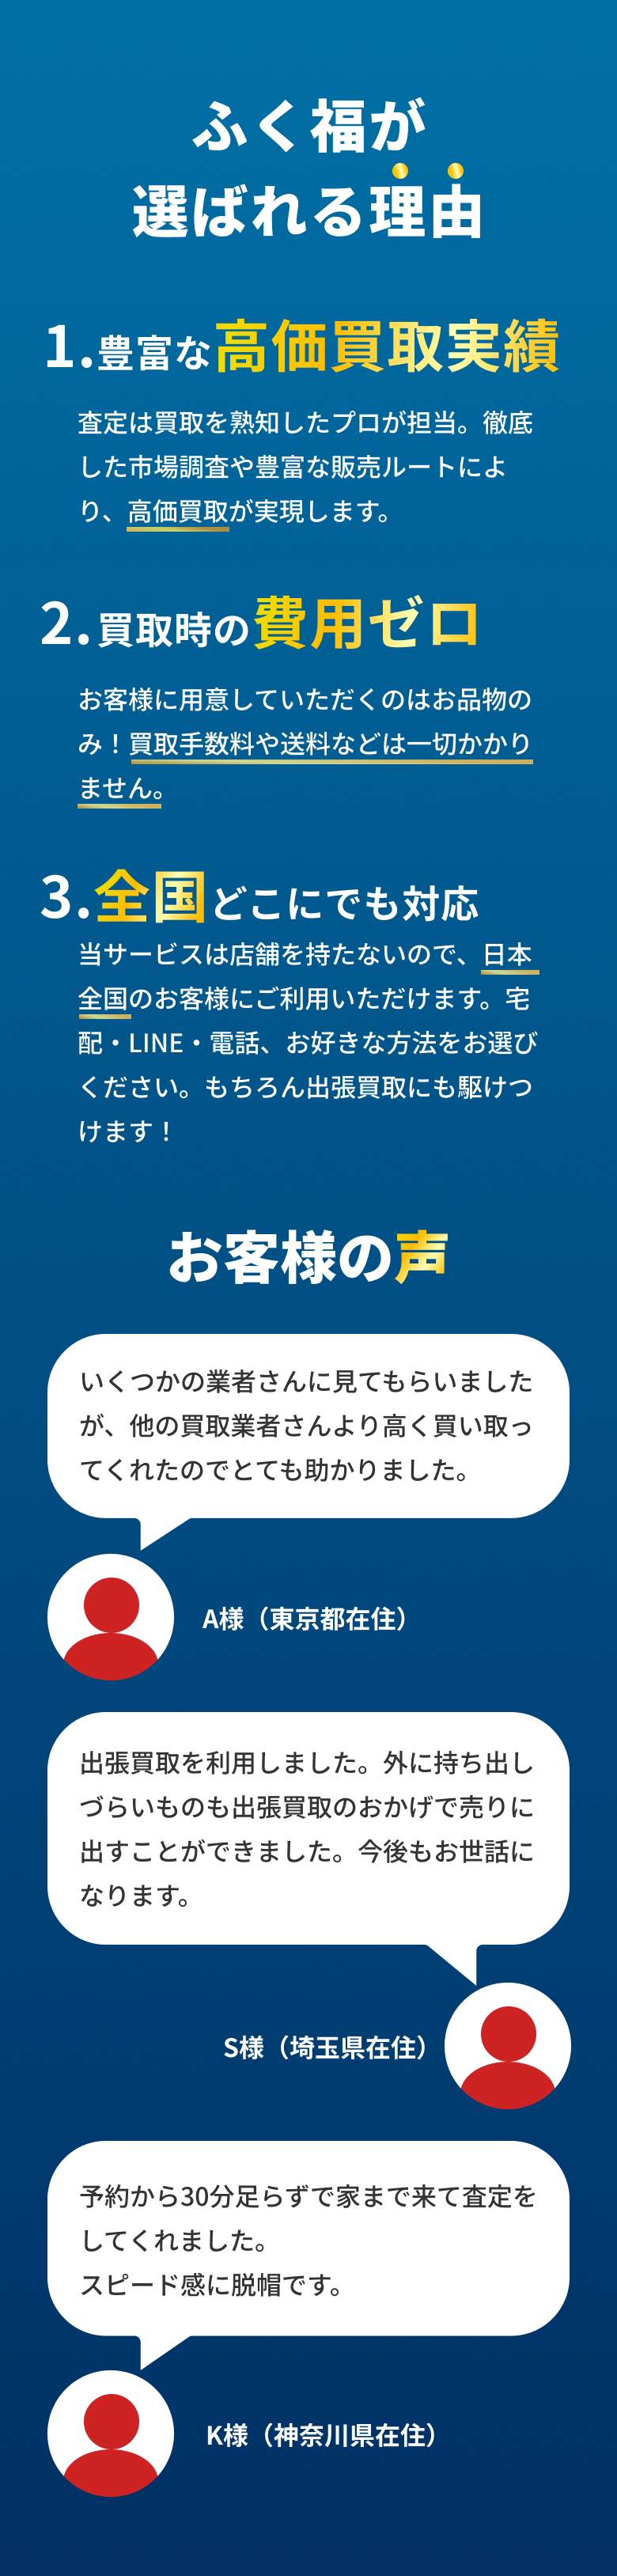 ふく福が
選ばれる理由
1.豊富な高価買取実績
査定は買取を熟知したプロが担当。徹底
した市場調査や豊富な販売ルートによ
り、高価買取が実現します。
2.買取時の費用ゼロ
お客様に用意していただくのはお品物の
み！買取手数料や送料などは一切かかり
ません。
3.全国どこにでも対応
当サービスは店舗を持たないので、日本
全国のお客様にご利用いただけます。宅
配・LINE・電話、お好きな方法をお選び
ください。もちろん出張買取にも駆けつ
けます！
お客様の声
いくつかの業者さんに見てもらいました
が、他の買取業者さんより高く買い取っ
てくれたのでとても助かりました。
A様（東京都在住）
出張買取を利用しました。外に持ち出し
づらいものも出張買取のおかげで売りに
出すことができました。今後もお世話に
なります。
S様（埼玉県在住）
予約から30分足らずで家まで来て査定を
してくれました。
スピード感に脱帽です。
K様（神奈川県在住）